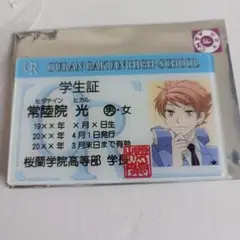 OURAN GAKUIN HIGH-SCHOOL
学生証
ヒタチイン ヒカル
常陸院 光 男・女
19××年 ×月×日生
20××年 4月1日発行
20××年 3月末日まで有効
桜蘭学院高等部 学長